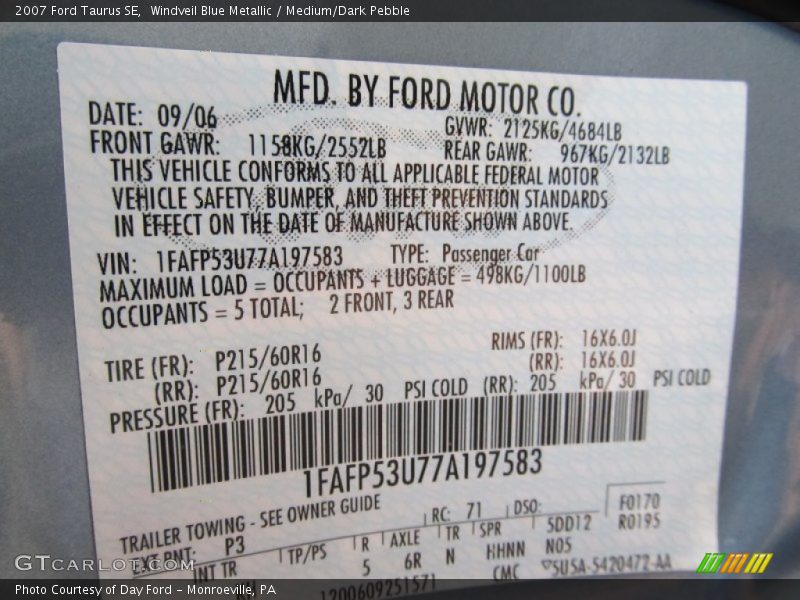 2007 Ford Taurus SE, Windveil Blue Metallic / Medium/Dark Pebble
MFD. BY FORD MOTOR CO.
DATE: 09/06 GVWR: 2125KG/4684LB
FRONT GAWR: 1158KG/2552LB REAR GAWR: 967KG/2132LB
THIS VEHICLE CONFORMS TO ALL APPLICABLE FEDERAL MOTOR
VEHICLE SAFETY, BUMPER, AND THEFT PREVENTION STANDARDS
IN EFFECT ON THE DATE OF MANUFACTURE SHOWN ABOVE.
VIN: 1FAFP53U77A197583 TYPE: Passenger Car
MAXIMUM LOAD = OCCUPANTS + LUGGAGE = 498KG/1100LB
OCCUPANTS = 5 TOTAL; 2 FRONT, 3 REAR
TIRE (FR): P215/60R16 RIMS (FR): 16X6.0J
(RR): P215/60R16 (RR): 16X6.0J
PRESSURE (FR): 205 kPa/ 30 PSI COLD (RR): 205 kPa/ 30 PSI COLD
1FAFP53U77A197583
TRAILER TOWING - SEE OWNER GUIDE RC: 71 DSO: F0170
EXT PNT: P3 R0195
INT TR TP/PS R AXLE TR SPR 5DD12
5 6R N HHNN N05
CMC 5USA-5420472-AA
120060925157
GTCARLOT.COM
Photo Courtesy of Day Ford – Monroeville, PA